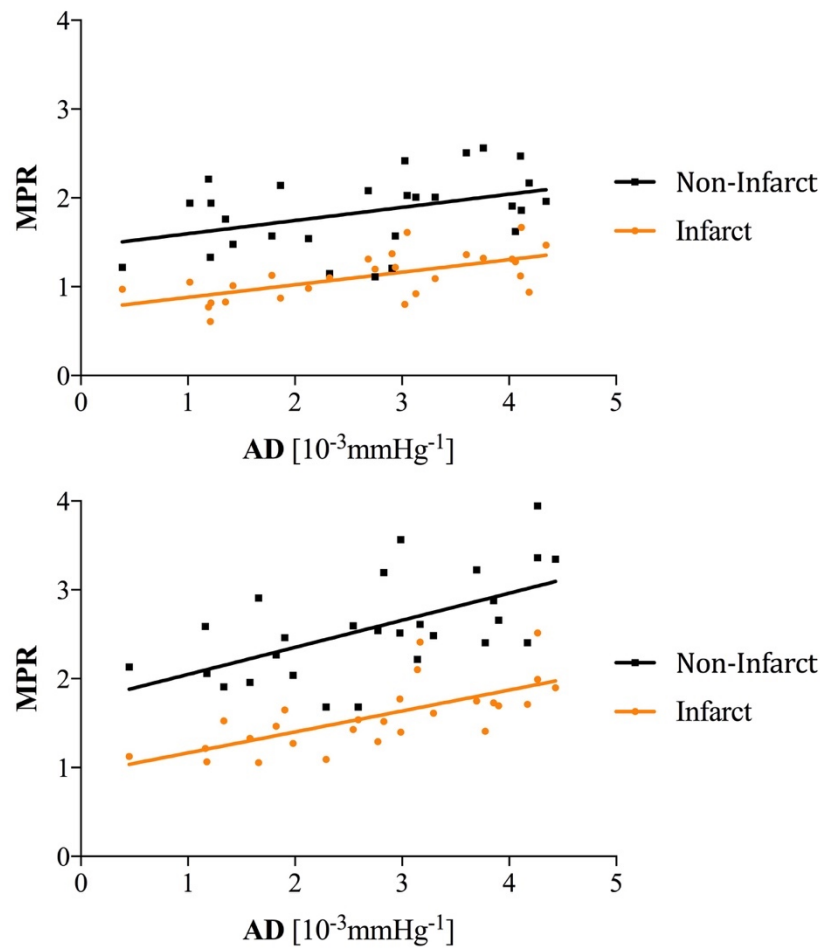 4
3
2
1
0
MPR
0 1 2 3 4 5
AD [10⁻³mmHg⁻¹]
Non-Infarct
Infarct
4
3
2
1
0
MPR
0 1 2 3 4 5
AD [10⁻³mmHg⁻¹]
Non-Infarct
Infarct